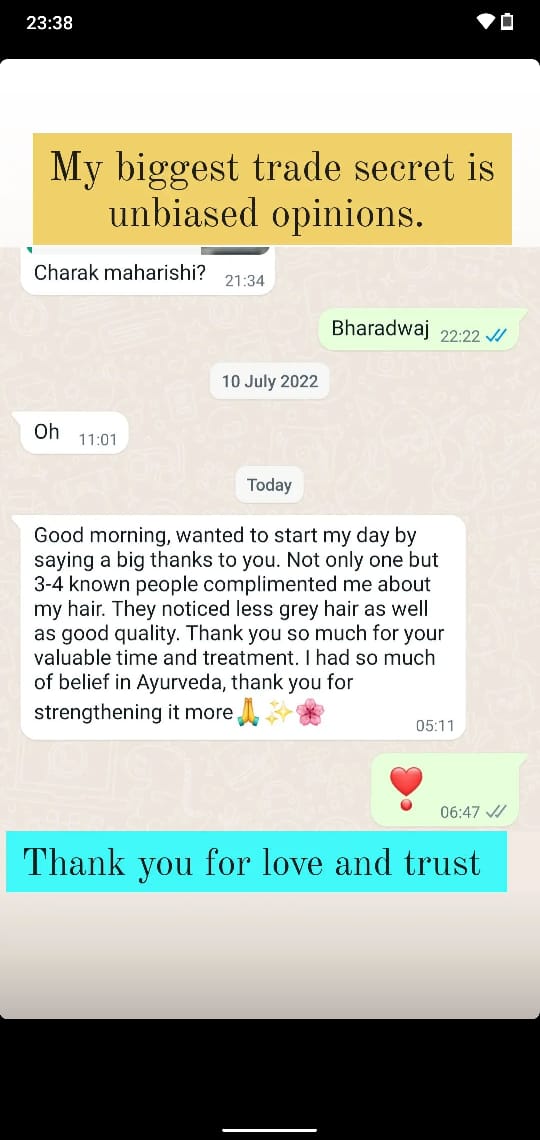 23:38
My biggest trade secret is
unbiased opinions.
Charak maharishi? 21:34
Bharadwaj 22:22
10 July 2022
Oh 11:01
Today
Good morning, wanted to start my day by
saying a big thanks to you. Not only one but
3-4 known people complimented me about
my hair. They noticed less grey hair as well
as good quality. Thank you so much for your
valuable time and treatment. I had so much
of belief in Ayurveda, thank you for
strengthening it more🙏✨🌸
05:11
❣️
06:47
Thank you for love and trust